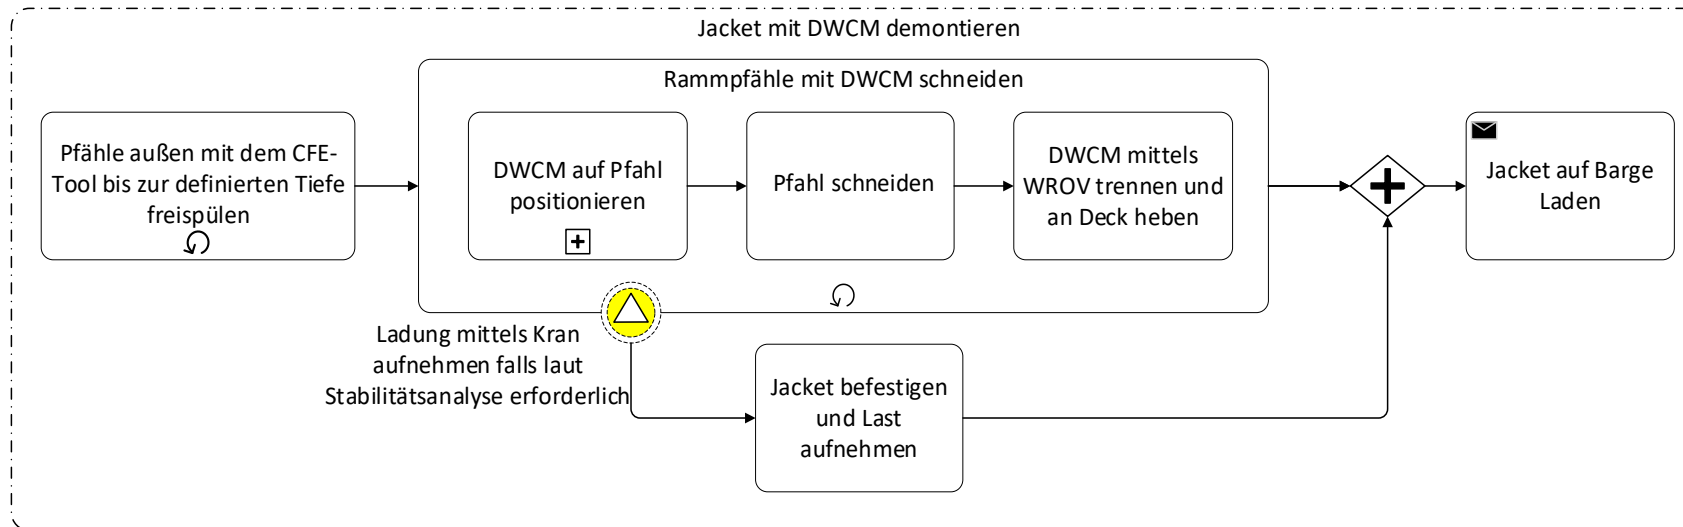 Jacket mit DWCM demontieren
Rammpfähle mit DWCM schneiden
Pfähle außen mit dem CFE-
Tool bis zur definierten Tiefe
freispülen
DWCM auf Pfahl
positionieren
Pfahl schneiden
DWCM mittels
WROV trennen und
an Deck heben
Jacket auf Barge
Laden
Ladung mittels Kran
aufnehmen falls laut
Stabilitätsanalyse erforderlich
Jacket befestigen
und Last
aufnehmen